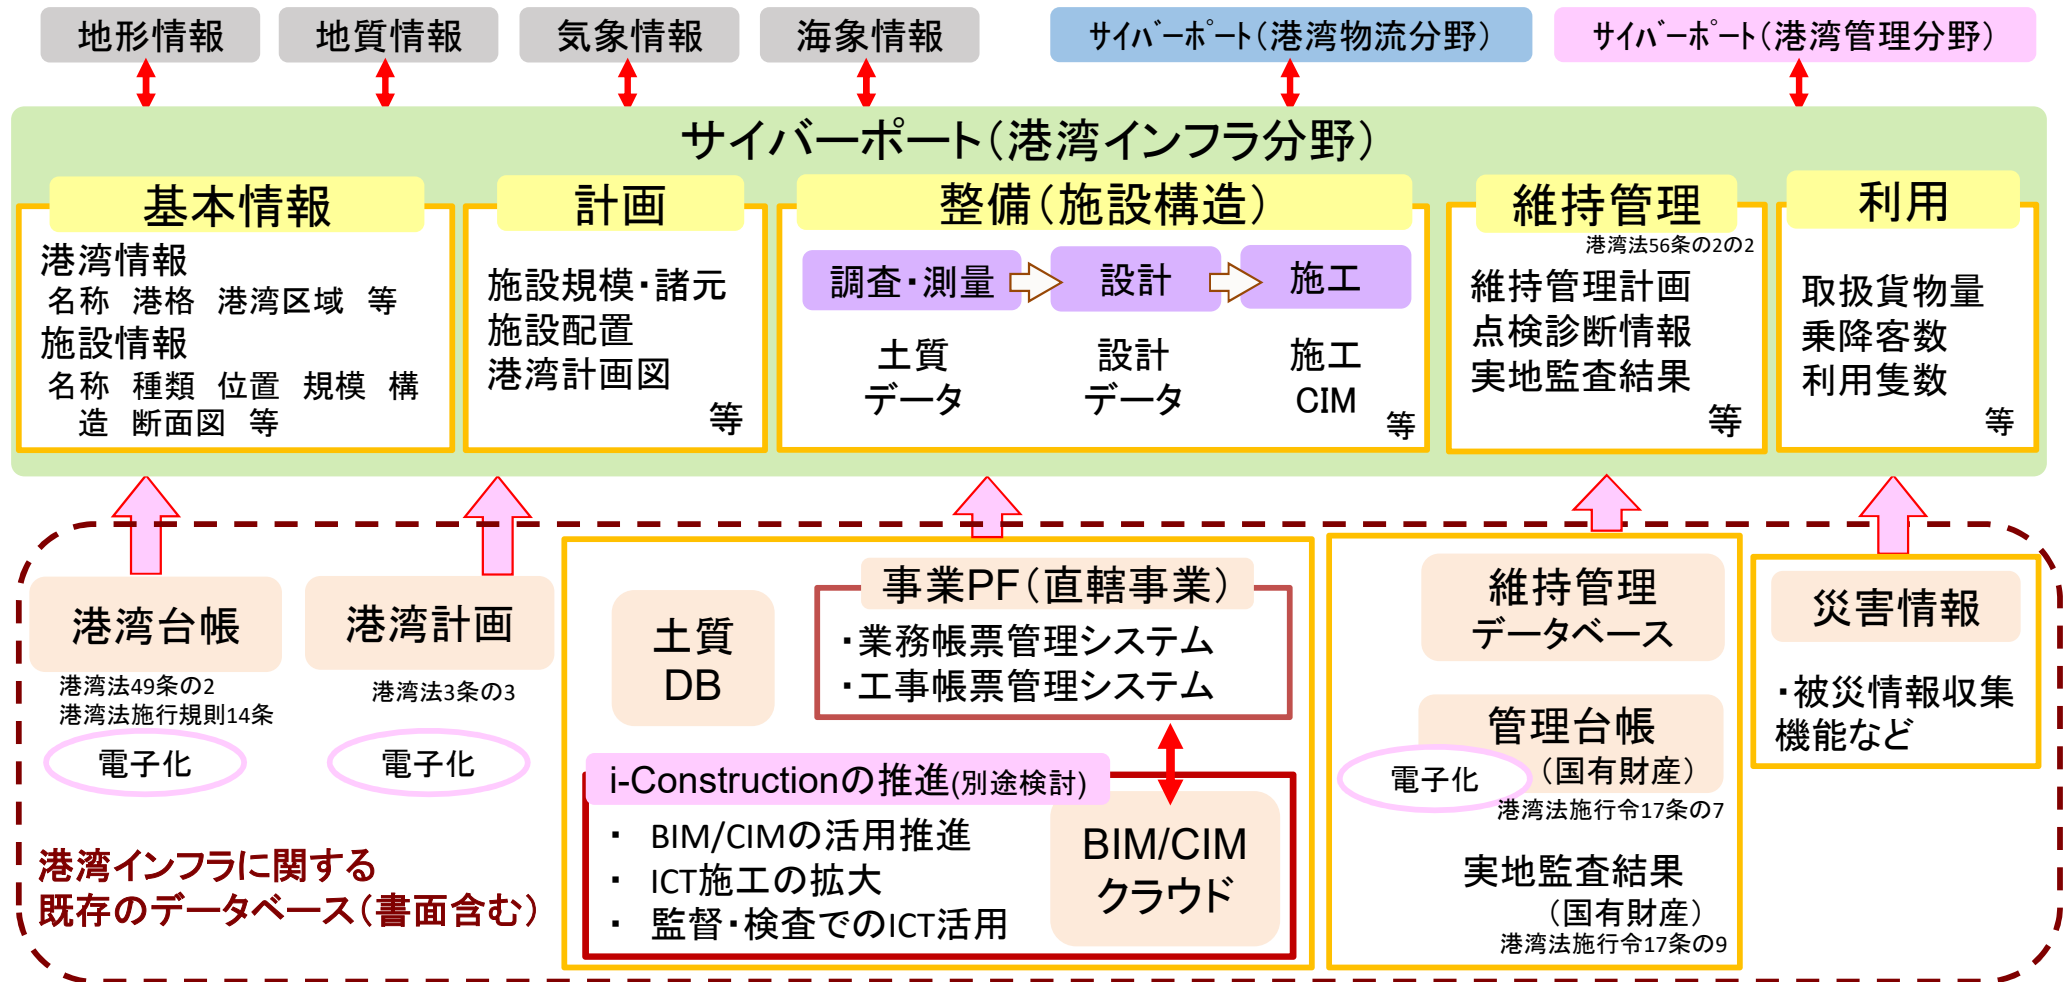 地形情報
地質情報
気象情報
海象情報
サイバーポート(港湾物流分野)
サイバーポート(港湾管理分野)
サイバーポート(港湾インフラ分野)
基本情報
港湾情報
名称 港格 港湾区域 等
施設情報
名称 種類 位置 規模 構
造 断面図 等
計画
施設規模・諸元
施設配置
港湾計画図
等
整備(施設構造)
調査・測量
設計
施工
土質
データ
設計
データ
施工
CIM
等
維持管理
港湾法56条の2の2
維持管理計画
点検診断情報
実地監査結果
等
利用
取扱貨物量
乗降客数
利用隻数
等
港湾台帳
港湾法49条の2
港湾法施行規則14条
電子化
港湾計画
港湾法3条の3
電子化
港湾インフラに関する
既存のデータベース(書面含む)
土質
DB
事業PF(直轄事業)
・業務帳票管理システム
・工事帳票管理システム
i-Constructionの推進(別途検討)
・ BIM/CIMの活用推進
・ ICT施工の拡大
・ 監督・検査でのICT活用
BIM/CIM
クラウド
維持管理
データベース
管理台帳
(国有財産)
電子化
港湾法施行令17条の7
実地監査結果
(国有財産)
港湾法施行令17条の9
災害情報
・被災情報収集
機能など